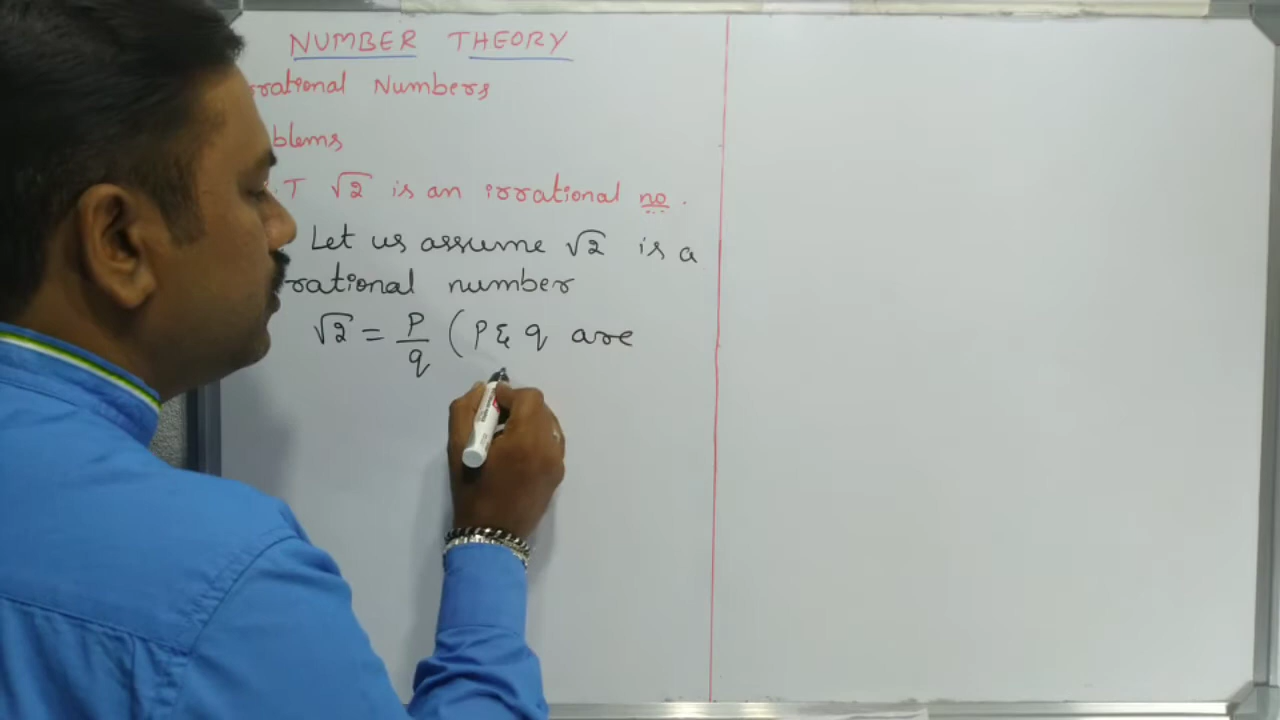 NUMBER THEORY
rational Numbers
blems
.T √2 is an irrational no.
Let us assume √2 is a
rational number
√2 = p/q (p & q are